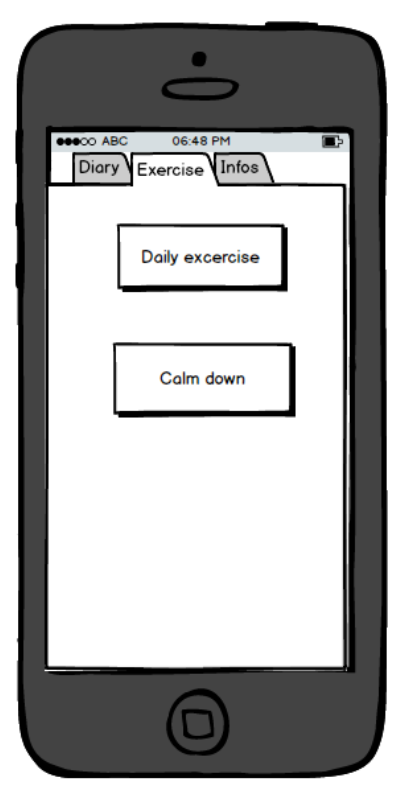 ABC 06:48 PM
Diary Exercise Infos
Daily excercise
Calm down